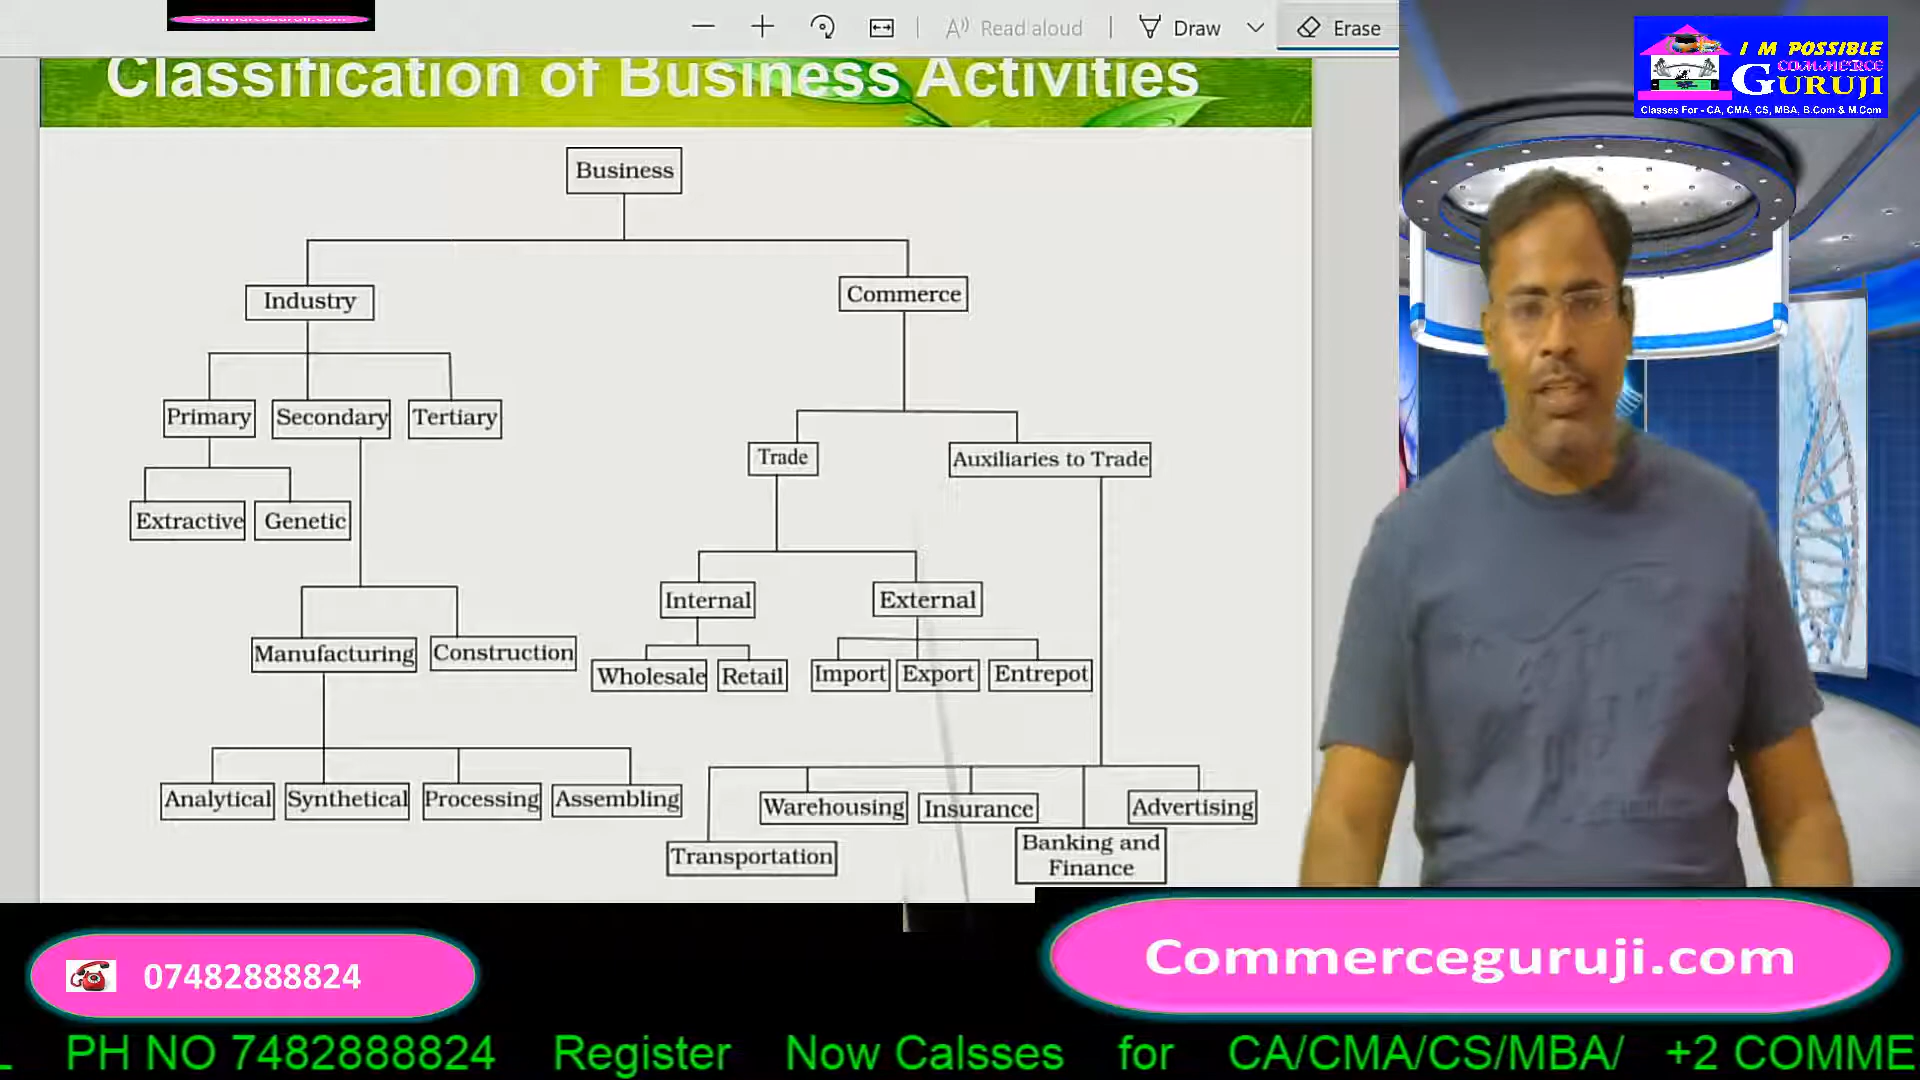 Commerceguruji.com
Read aloud
Draw
Erase
I M POSSIBLE
COMMERCE
GURUJI
Classes For - CA, CMA, CS, MBA, B.Com & M.Com
Classification of Business Activities
Business
Industry
Commerce
Primary
Secondary
Tertiary
Trade
Auxiliaries to Trade
Extractive
Genetic
Internal
External
Manufacturing
Construction
Wholesale
Retail
Import
Export
Entrepot
Analytical
Synthetical
Processing
Assembling
Warehousing
Insurance
Advertising
Transportation
Banking and
Finance
07482888824
Commerceguruji.com
PH NO 7482888824 Register Now Calsses for CA/CMA/CS/MBA/ +2 COMME